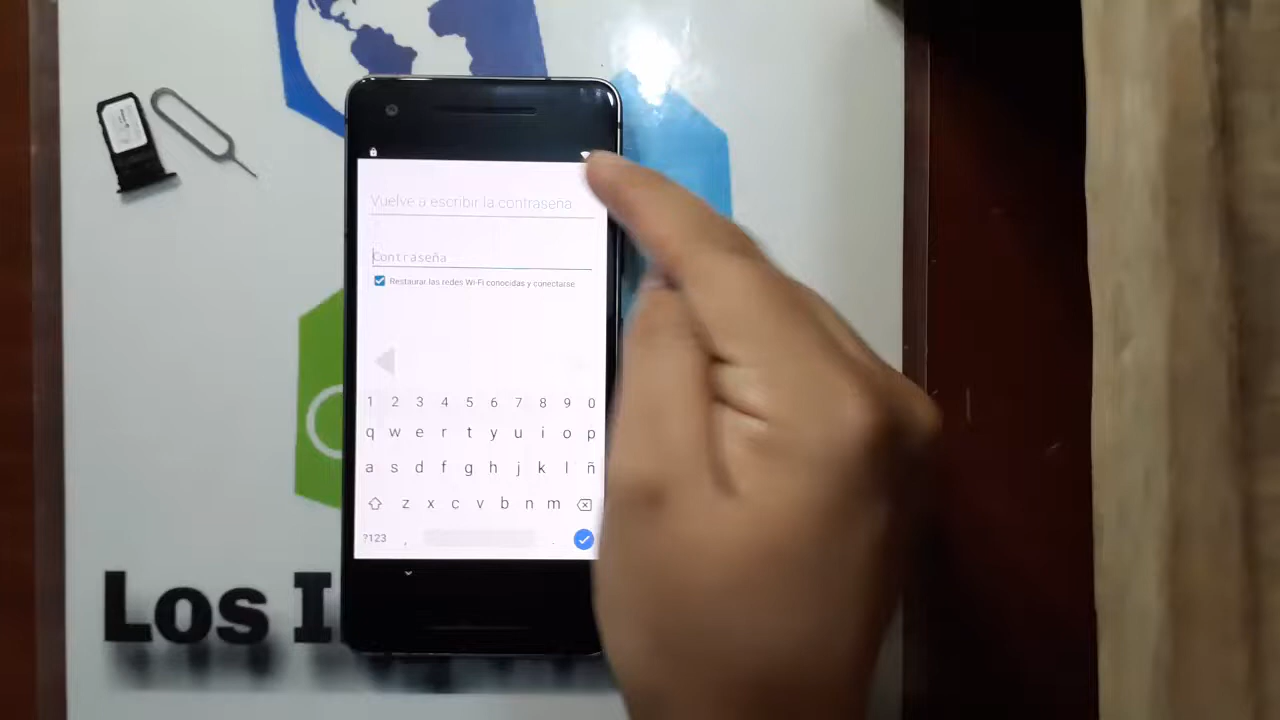 Vuelve a escribir la contraseña
Contraseña
Restaurar las redes Wi-Fi conocidas y conectarse
1 2 3 4 5 6 7 8 9 0
q w e r t y u i o p
a s d f g h j k l ñ
z x c v b n m
?123 , .
Los I